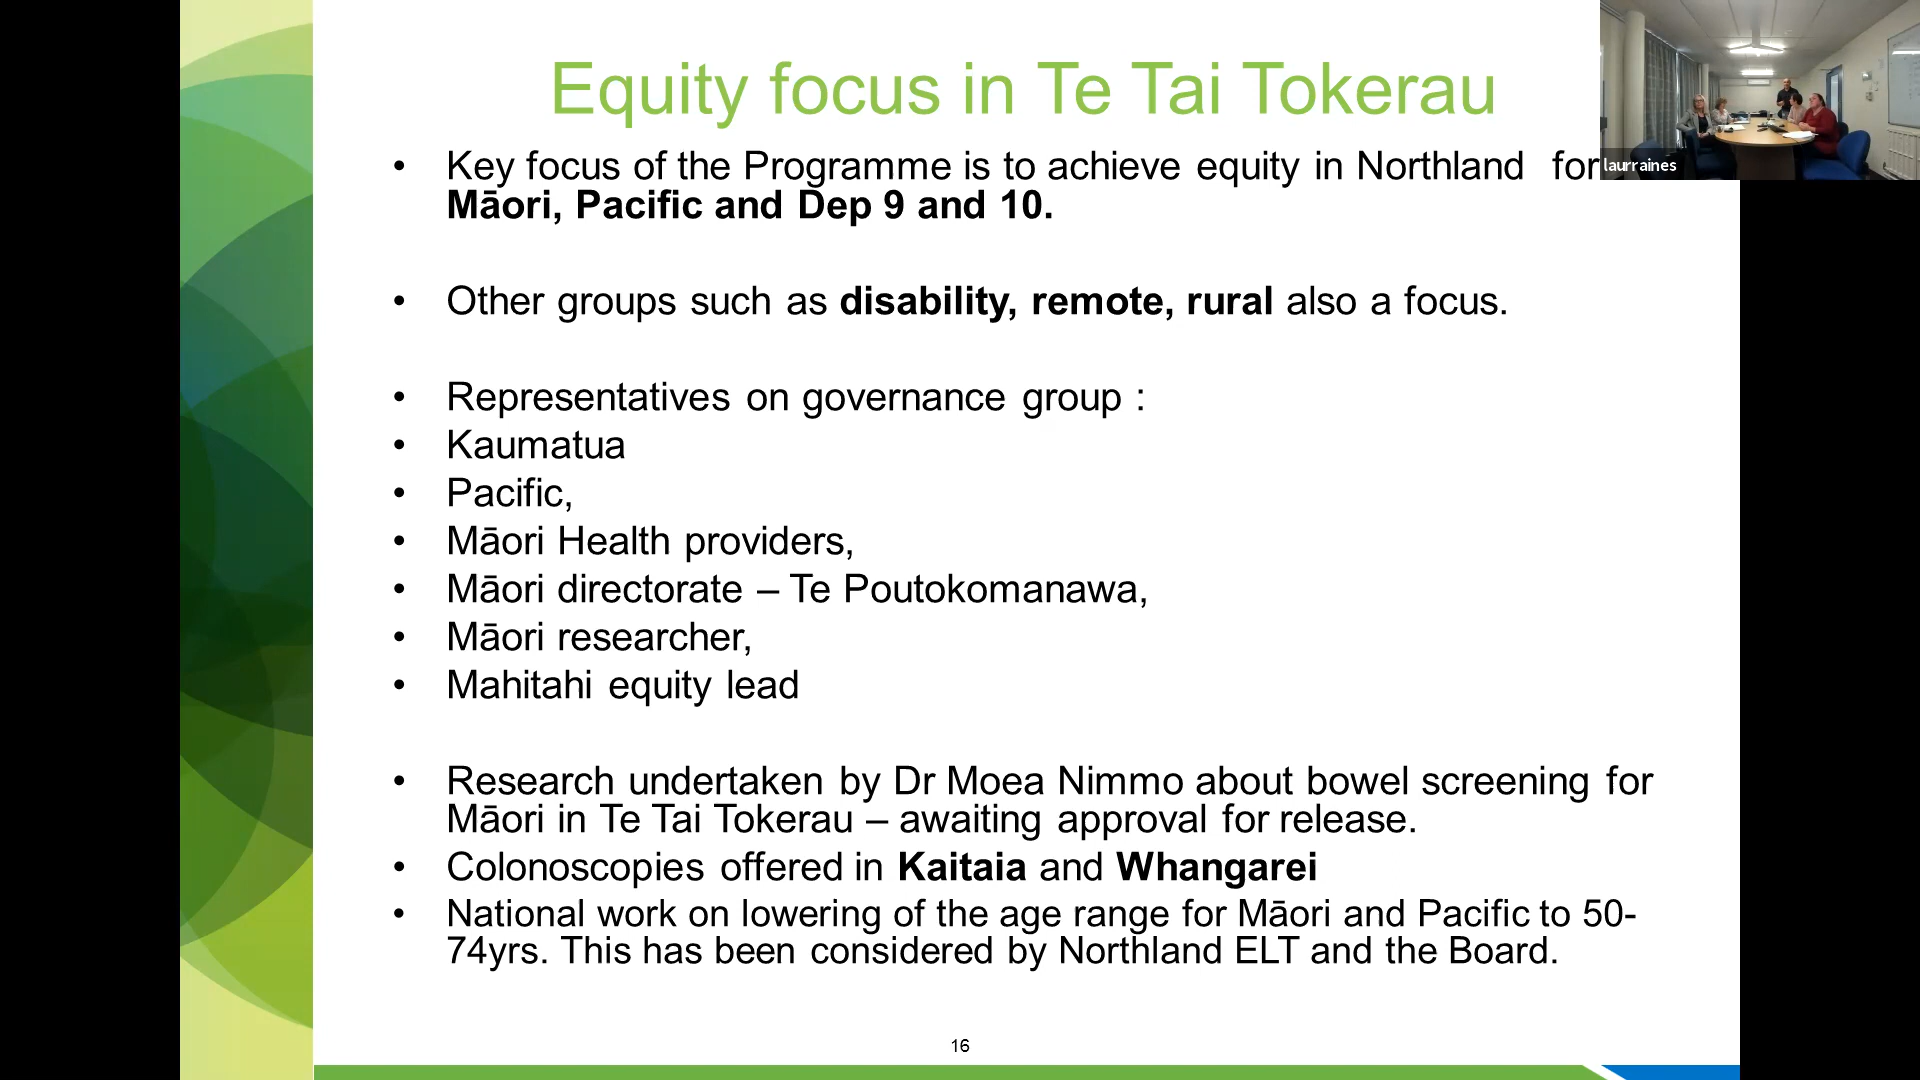 Equity focus in Te Tai Tokerau
• Key focus of the Programme is to achieve equity in Northland for
Māori, Pacific and Dep 9 and 10.
• Other groups such as disability, remote, rural also a focus.
• Representatives on governance group :
• Kaumatua
• Pacific,
• Māori Health providers,
• Māori directorate – Te Poutokomanawa,
• Māori researcher,
• Mahitahi equity lead
• Research undertaken by Dr Moea Nimmo about bowel screening for
Māori in Te Tai Tokerau – awaiting approval for release.
• Colonoscopies offered in Kaitaia and Whangarei
• National work on lowering of the age range for Māori and Pacific to 50-
74yrs. This has been considered by Northland ELT and the Board.
16
laurraines